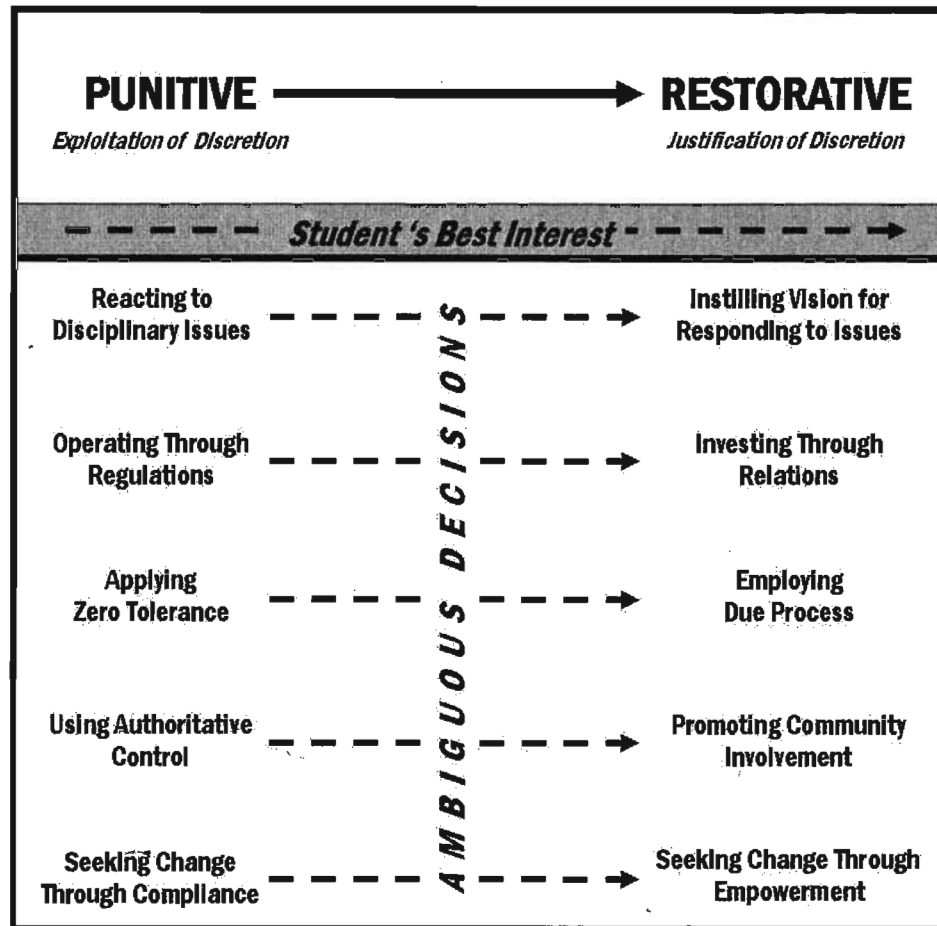 PUNITIVE
RESTORATIVE
Exploitation of Discretion
Justification of Discretion
Student 's Best Interest
Reacting to
Disciplinary Issues
Instilling Vision for
Responding to Issues
Operating Through
Regulations
Investing Through
Relations
Applying
Zero Tolerance
Employing
Due Process
Using Authoritative
Control
Promoting Community
Involvement
Seeking Change
Through Compliance
Seeking Change Through
Empowerment
AMBIGUOUS DECISIONS